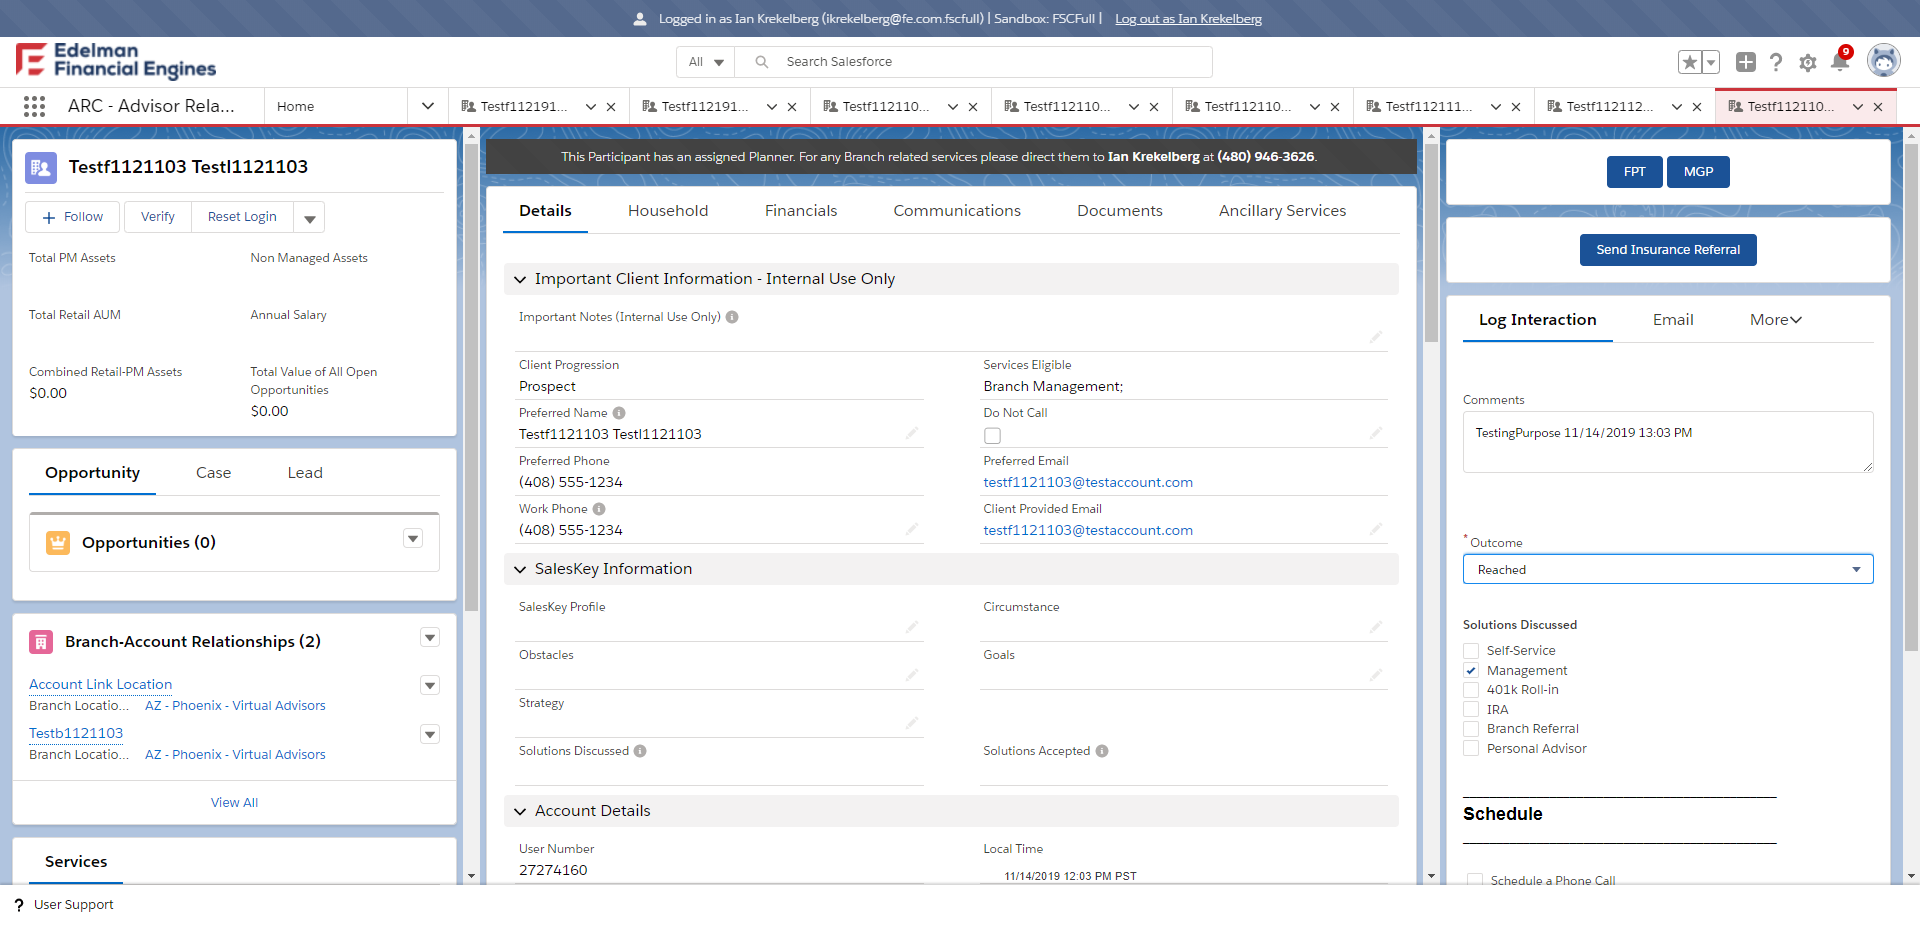 Logged in as Ian Krekelberg (ikrekelberg@fe.com.fscfull) | Sandbox: FSCFull | Log out as Ian Krekelberg
Edelman
Financial Engines
All
Search Salesforce
9
ARC - Advisor Rela...
Home
Testf112191...
Testf112191...
Testf112110...
Testf112110...
Testf112110...
Testf112111...
Testf112112...
Testf112110...
Testf1121103 Testl1121103
Follow
Verify
Reset Login
Total PM Assets
Non Managed Assets
Total Retail AUM
Annual Salary
Combined Retail-PM Assets
$0.00
Total Value of All Open
Opportunities
$0.00
Opportunity
Case
Lead
Opportunities (0)
Branch-Account Relationships (2)
Account Link Location
Branch Locatio... AZ - Phoenix - Virtual Advisors
Testb1121103
Branch Locatio... AZ - Phoenix - Virtual Advisors
View All
Services
This Participant has an assigned Planner. For any Branch related services please direct them to Ian Krekelberg at (480) 946-3626.
Details
Household
Financials
Communications
Documents
Ancillary Services
Important Client Information - Internal Use Only
Important Notes (Internal Use Only)
Client Progression
Prospect
Services Eligible
Branch Management;
Preferred Name
Testf1121103 Testl1121103
Do Not Call
Preferred Phone
(408) 555-1234
Preferred Email
testf1121103@testaccount.com
Work Phone
(408) 555-1234
Client Provided Email
testf1121103@testaccount.com
SalesKey Information
SalesKey Profile
Circumstance
Obstacles
Goals
Strategy
Solutions Discussed
Solutions Accepted
Account Details
User Number
27274160
Local Time
11/14/2019 12:03 PM PST
FPT
MGP
Send Insurance Referral
Log Interaction
Email
More
Comments
TestingPurpose 11/14/2019 13:03 PM
* Outcome
Reached
Solutions Discussed
Self-Service
Management
401k Roll-in
IRA
Branch Referral
Personal Advisor
Schedule
Schedule a Phone Call
? User Support